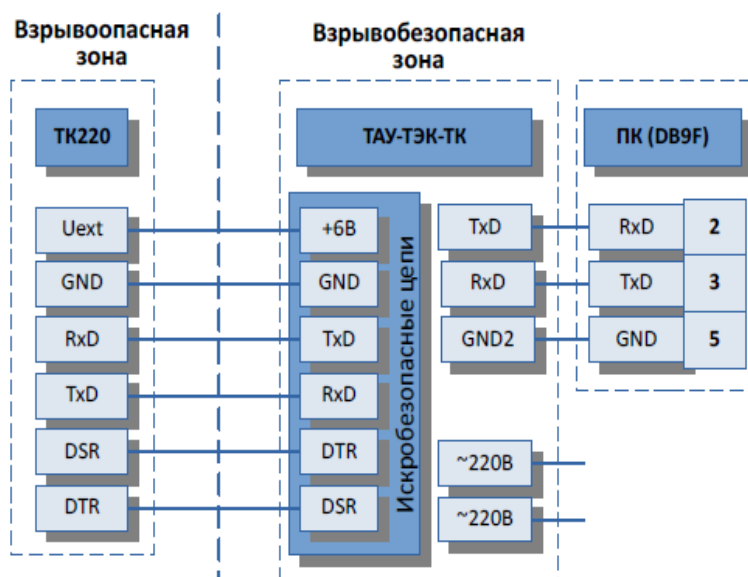 Взрывоопасная
зона
Взрывобезопасная
зона
ТК220
ТАУ-ТЭК-ТК
ПК (DB9F)
Uext
+6В
TxD
RxD
2
GND
GND
RxD
TxD
3
RxD
TxD
GND2
GND
5
TxD
RxD
DSR
DTR
~220В
DTR
DSR
~220В
Искробезопасные цепи